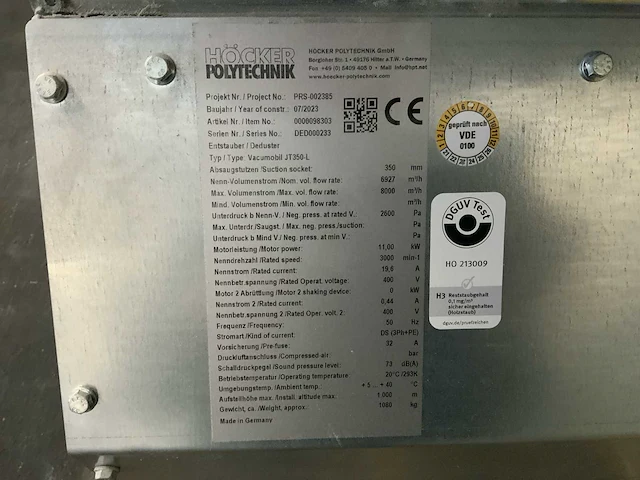 HÖCKER
POLYTECHNIK
HÖCKER POLYTECHNIK GmbH
Borgloher Str. 1 • 49176 Hilter a.T.W. • Germany
Fon +49 (0) 5409 405 0 • Mail info@hpt.net
www.hoecker-polytechnik.com
Projekt Nr. / Project No.: PRS-002385
Baujahr / Year of constr.: 07/2023
Artikel Nr. / Item No.: 0008098303
Serien Nr. / Series No.: DED000233
Entstauber / Deduster
Typ / Type: Vacumobil JT350-L
CE
Absaugstutzen /Suction socket: 350 mm
Nenn-Volumenstrom /Nom. vol. flow rate: 6927 m³/h
Max. Volumenstrom /Max. vol. flow rate: 8000 m³/h
Mind. Volumenstrom /Min. vol. flow rate: m³/h
Unterdruck b Nenn-V. / Neg. press. at rated V.: 2600 Pa
Max. Unterdr./Saugst. / Max. neg. press./suction: Pa
Unterdruck b Mind V./ Neg. press. at min V.: Pa
Motorleistung /Motor power: 11,00 kW
Nenndrehzahl /Rated speed: 3000 min-1
Nennstrom /Rated current: 19,6 A
Nennbetr.spannung /Rated Operat. voltage: 400 V
Motor 2 Abrüttlung / Motor 2 shaking device: 0 kW
Nennstrom 2 /Rated current: 0,44 A
Nennbetr.spannung 2 /Rated Oper. volt. 2: 400 V
Frequenz /Frequency: 50 Hz
Stromart /Kind of current: DS (3Ph+PE)
Vorsicherung /Pre-fuse: 32 A
Druckluftanschluss /Compressed-air: bar
Schalldruckpegel /Sound pressure level: 73 dB(A)
Betriebstemperatur /Operating temperature: 20°C /293K
Umgebungstemp. /Ambient temp.: + 5 ... + 40 °C
Aufstellhöhe max. /Install. altitude max.: 1.000 m
Gewicht, ca. /Weight, approx.: 1080 kg
Made in Germany
geprüft nach
VDE
0100
DGUV Test
HO 213009
H3 Reststaubgehalt
0,1 mg/m³
sicher eingehalten
(Holzstaub)
dguv.de/pruefzeichen